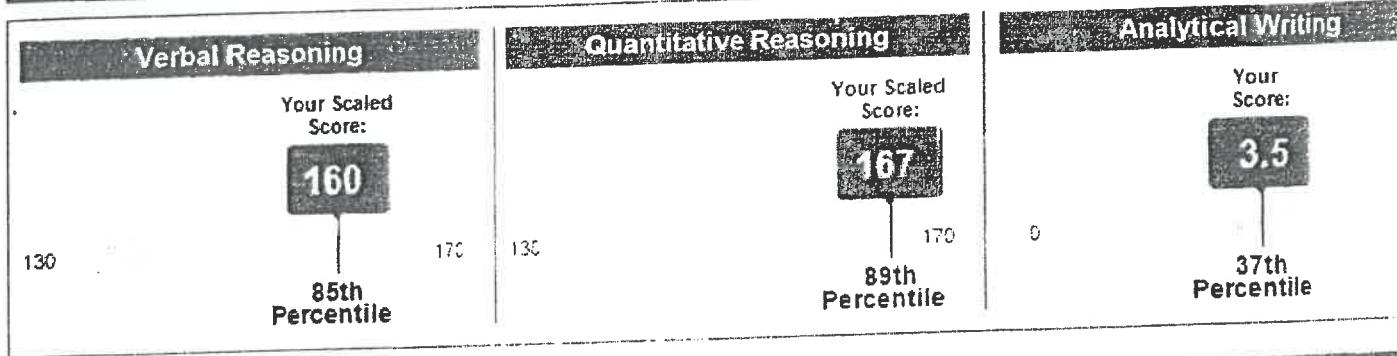 Verbal Reasoning
Your Scaled
Score:
160
130
170
85th
Percentile
Quantitative Reasoning
Your Scaled
Score:
167
130
170
89th
Percentile
Analytical Writing
Your
Score:
3.5
0
37th
Percentile